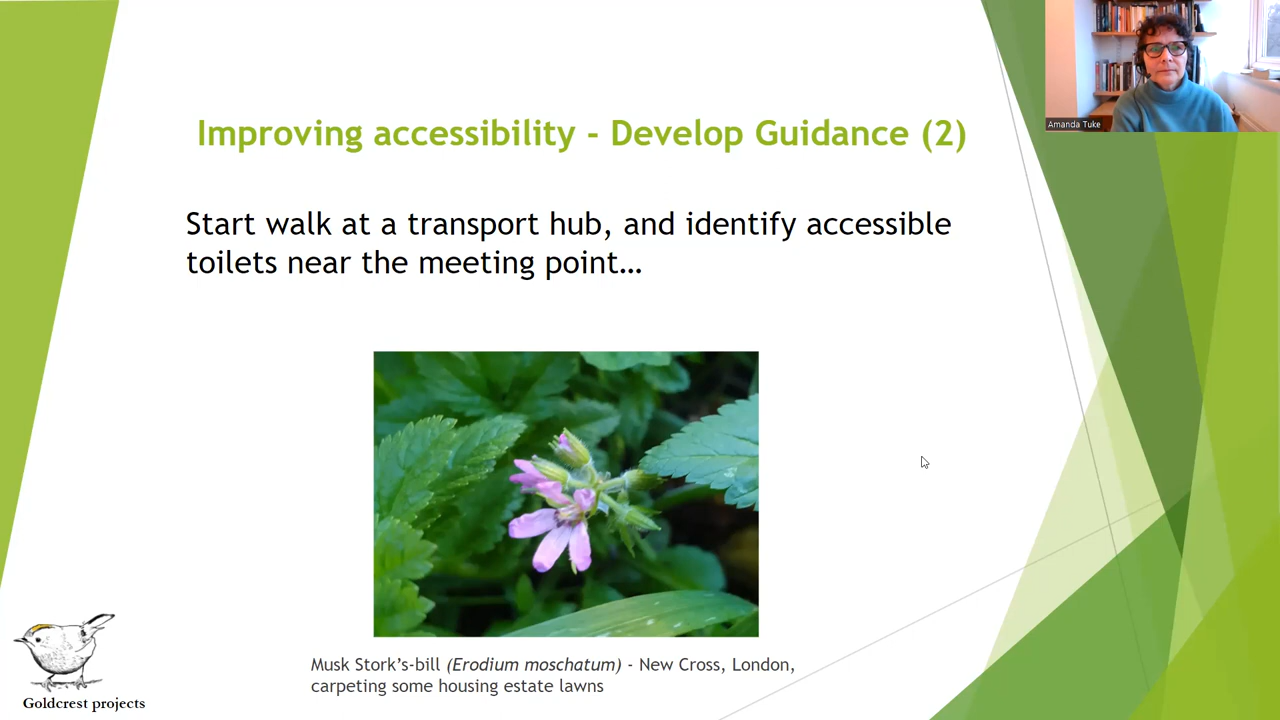 Amanda Tuke
Improving accessibility - Develop Guidance (2)
Start walk at a transport hub, and identify accessible
toilets near the meeting point…
Musk Stork’s-bill (Erodium moschatum) - New Cross, London,
carpeting some housing estate lawns
Goldcrest projects